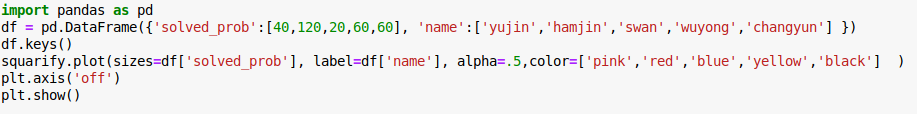 import pandas as pd
df = pd.DataFrame({'solved_prob':[40,120,20,60,60], 'name':['yujin','hamjin','swan','wuyong','changyun'] })
df.keys()
squarify.plot(sizes=df['solved_prob'], label=df['name'], alpha=.5,color=['pink','red','blue','yellow','black']  )
plt.axis('off')
plt.show()